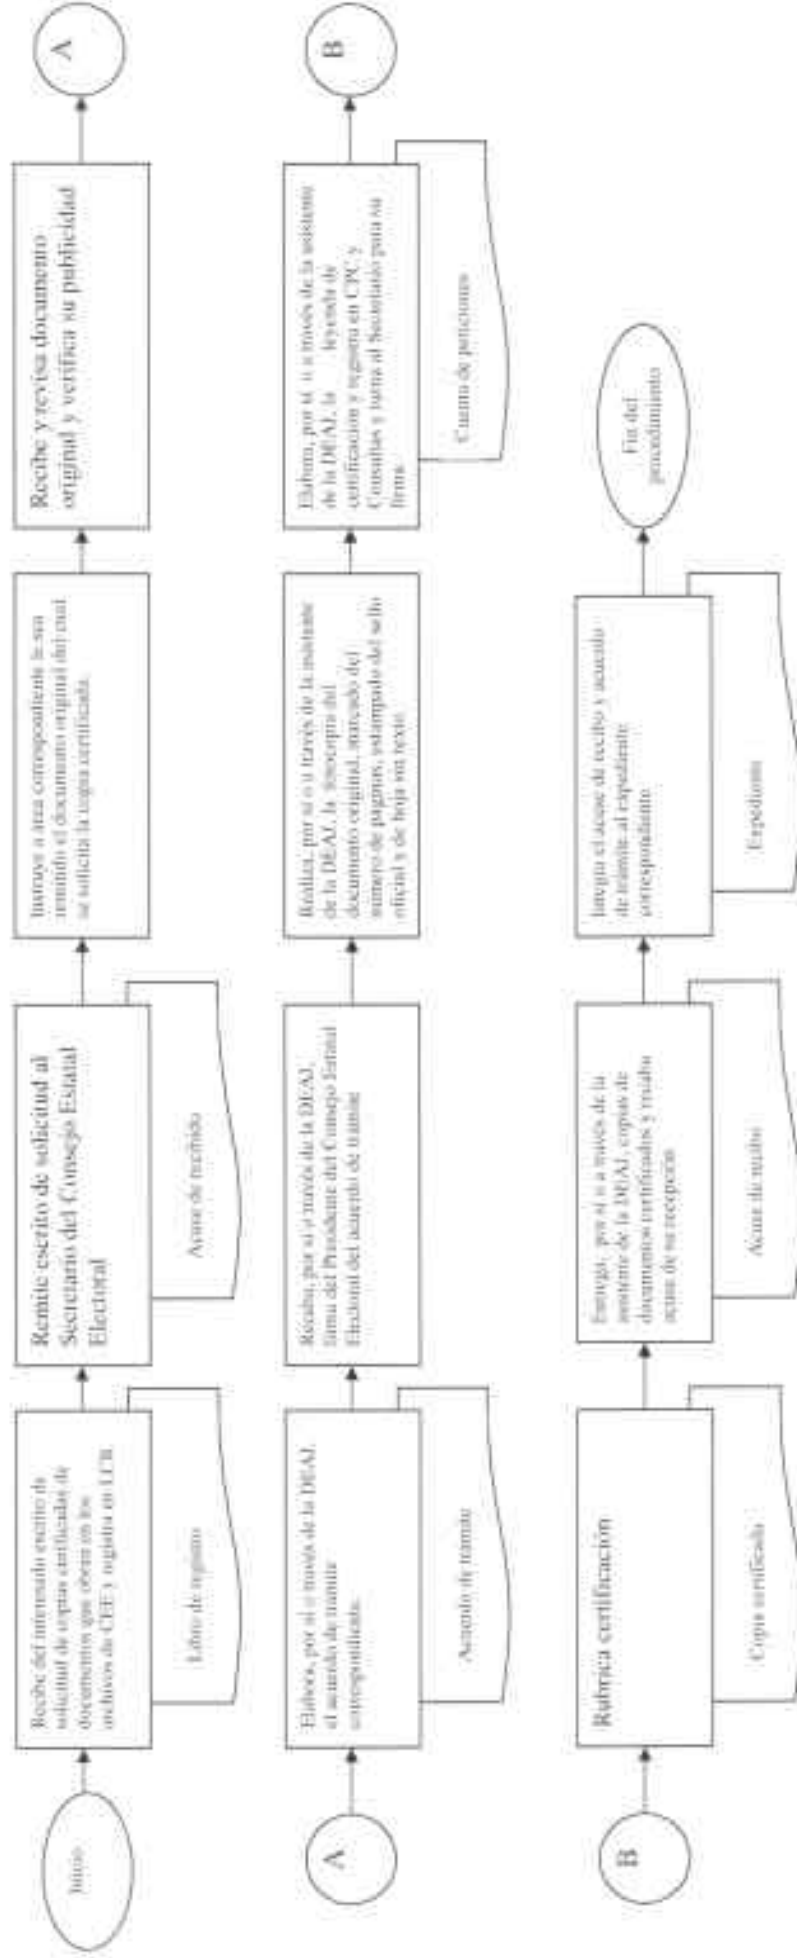 Inicio
Recibe del interesado escrito de
solicitud de copias certificadas de
documentos que obran en los
archivos de CEE y registra en LCR
Libro de registro
Remite escrito de solicitud al
Secretario del Consejo Estatal
Electoral
Acuse de recibido
Instruye a área correspondiente le sea
remitido el documento original del cual
se solicita la copia certificada.
Recibe y revisa documento
original y verifica su publicidad
A
A
Elabora, por sí o través de la DEAJ,
el acuerdo de trámite
correspondiente.
Acuerdo de trámite
Recaba, por sí o través de la DEAJ,
firma del Presidente del Consejo Estatal
Electoral del acuerdo de trámite
Realiza, por sí o a través de la asistente
de la DEAJ, la fotocopia del
documento original, marcado del
número de páginas, estampado del sello
oficial y de hoja sin texto
Elabora, por sí o a través de la asistente
de la DEAJ, la leyenda de
certificación y registra en CPC y
Consultas y turna al Secretario para su
firma
Cuenta de peticiones
B
B
Rubrica certificación
Copia certificada
Entrega, por sí o a través de la
asistente de la DEAJ, copias de
documentos certificados y recaba
acuse de su recepción
Acuse de recibo
Integra el acuse de recibo y acuerdo
de trámite al expediente
correspondiente
Expediente
Fin del
procedimiento